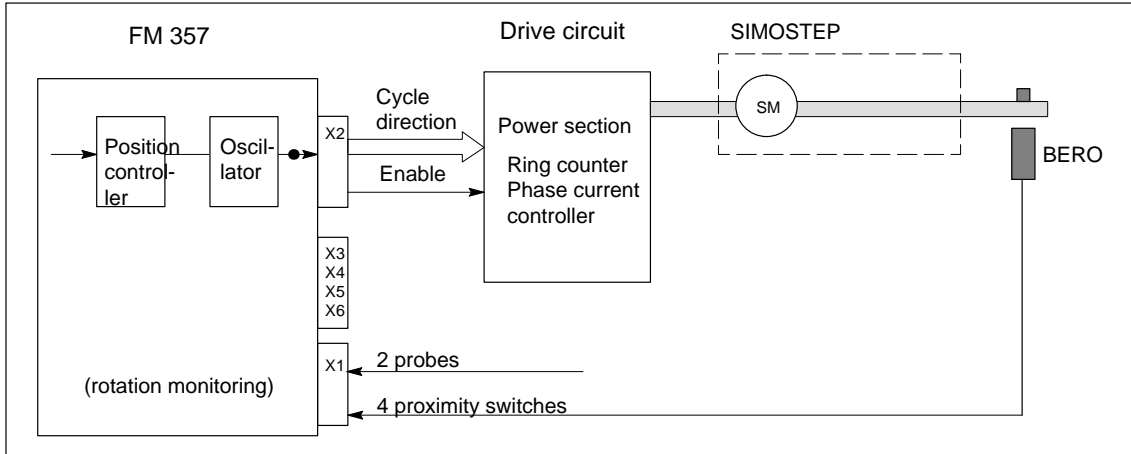 FM 357
Drive circuit
SIMOSTEP
Position
control-
ler
Oscil-
lator
X2
Cycle
direction
Enable
Power section
Ring counter
Phase current
controller
SM
BERO
X3
X4
X5
X6
X1
2 probes
(rotation monitoring)
4 proximity switches